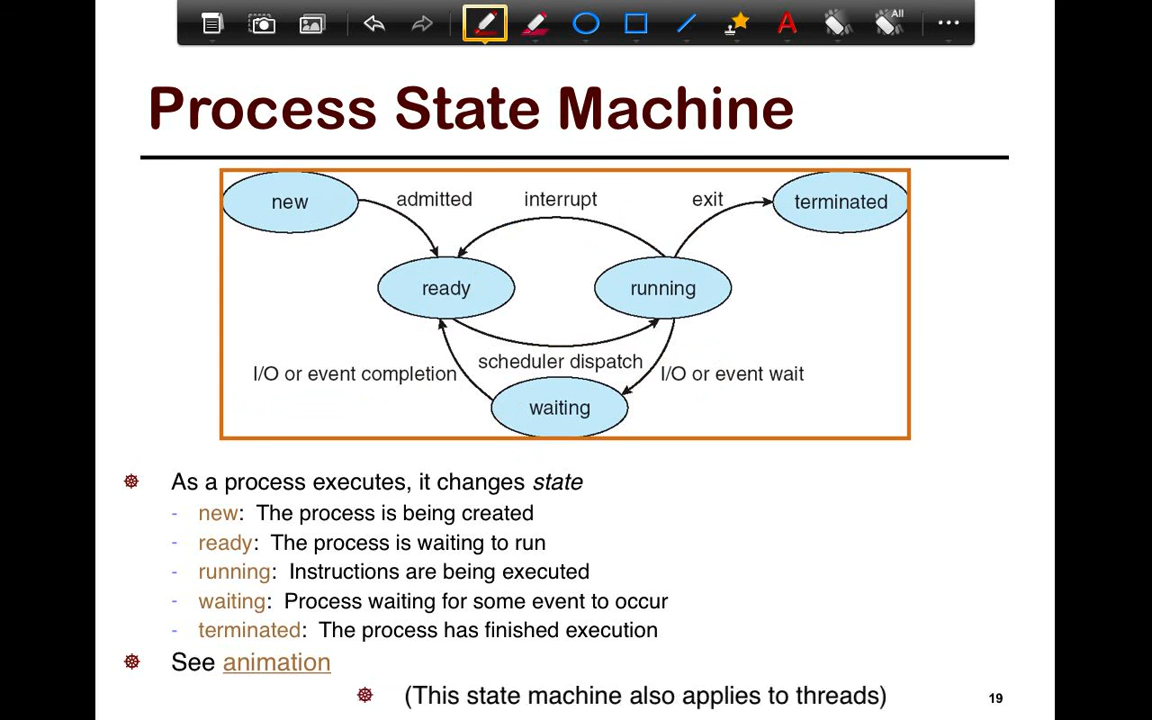 All
A
Process State Machine
new
admitted
interrupt
exit
terminated
ready
running
scheduler dispatch
I/O or event completion
I/O or event wait
waiting
As a process executes, it changes state
- new: The process is being created
- ready: The process is waiting to run
- running: Instructions are being executed
- waiting: Process waiting for some event to occur
- terminated: The process has finished execution
See animation
(This state machine also applies to threads)
19